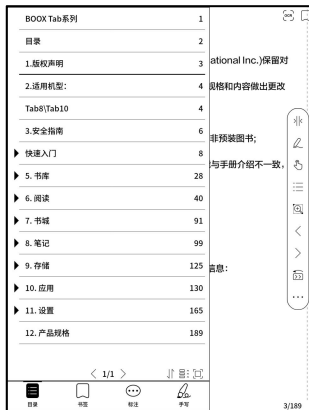 BOOX Tab系列 1
目录 2
1.版权声明 3
2.适用机型: 4
Tab8\Tab10 4
3.安全指南 6
快速入门 8
5. 书库 28
6. 阅读 40
7. 书城 91
8. 笔记 99
9. 存储 125
10. 应用 130
11. 设置 165
12. 产品规格 189
1/1
目录 书签 标注 手写
OCR
ational Inc.)保留对
规格和内容做出更改
非预装图书;
与手册介绍不一致，
信息：
3/189